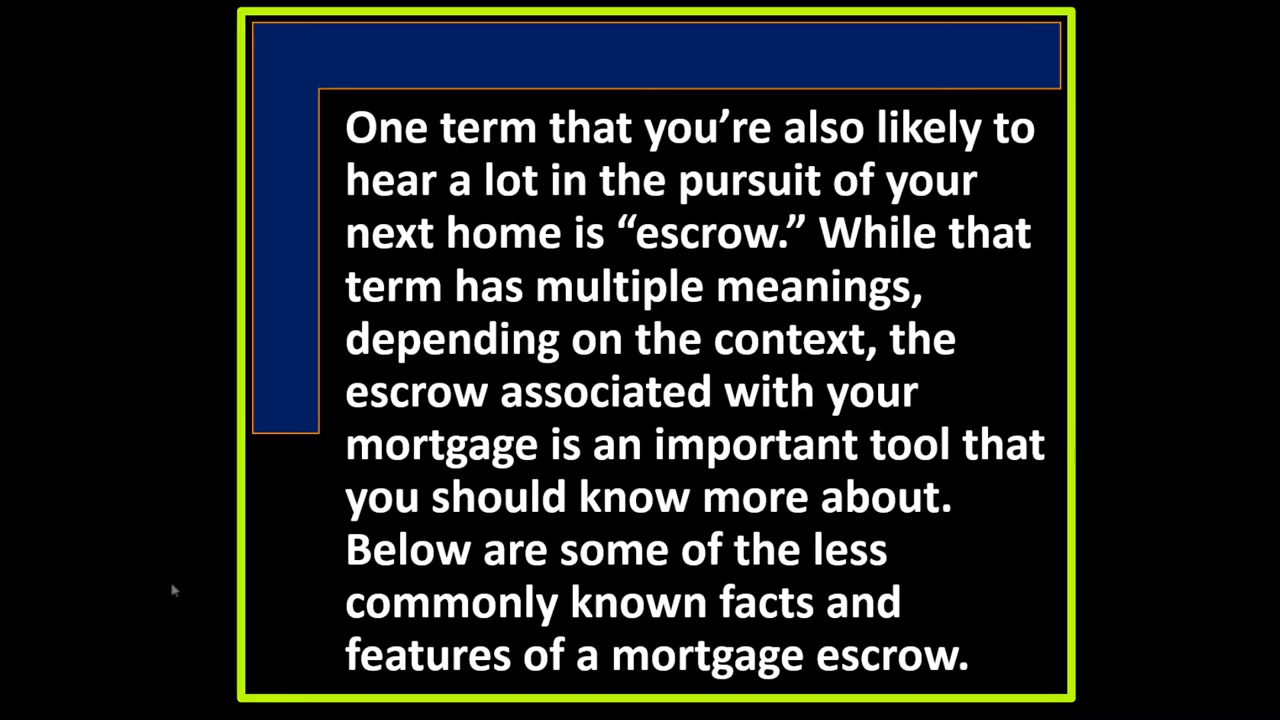 One term that you’re also likely to
hear a lot in the pursuit of your
next home is “escrow.” While that
term has multiple meanings,
depending on the context, the
escrow associated with your
mortgage is an important tool that
you should know more about.
Below are some of the less
commonly known facts and
features of a mortgage escrow.